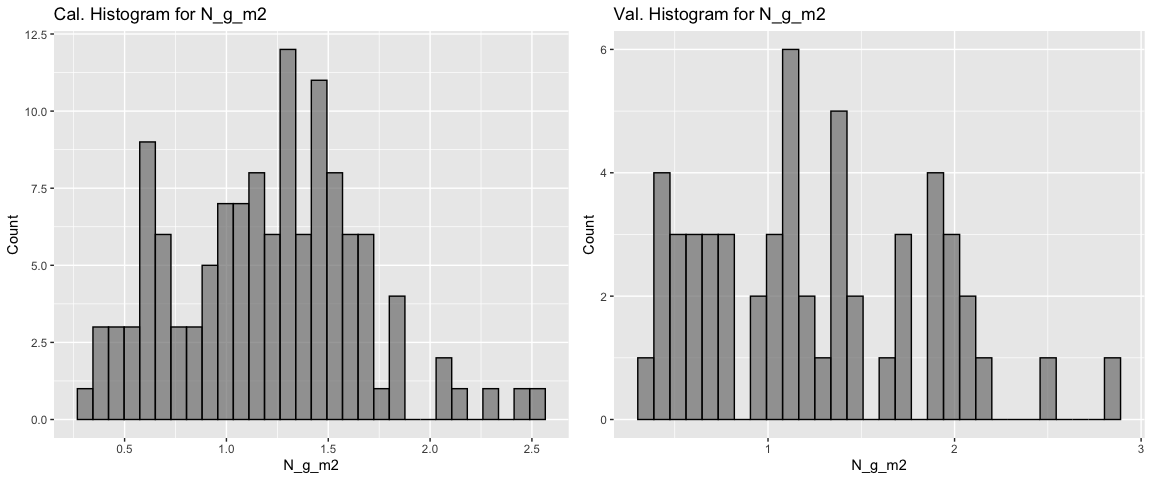 Cal. Histogram for N_g_m2
12.5
10.0
7.5
5.0
2.5
0.0
Count
0.5 1.0 1.5 2.0 2.5
N_g_m2
Val. Histogram for N_g_m2
6
4
2
0
Count
1 2 3
N_g_m2